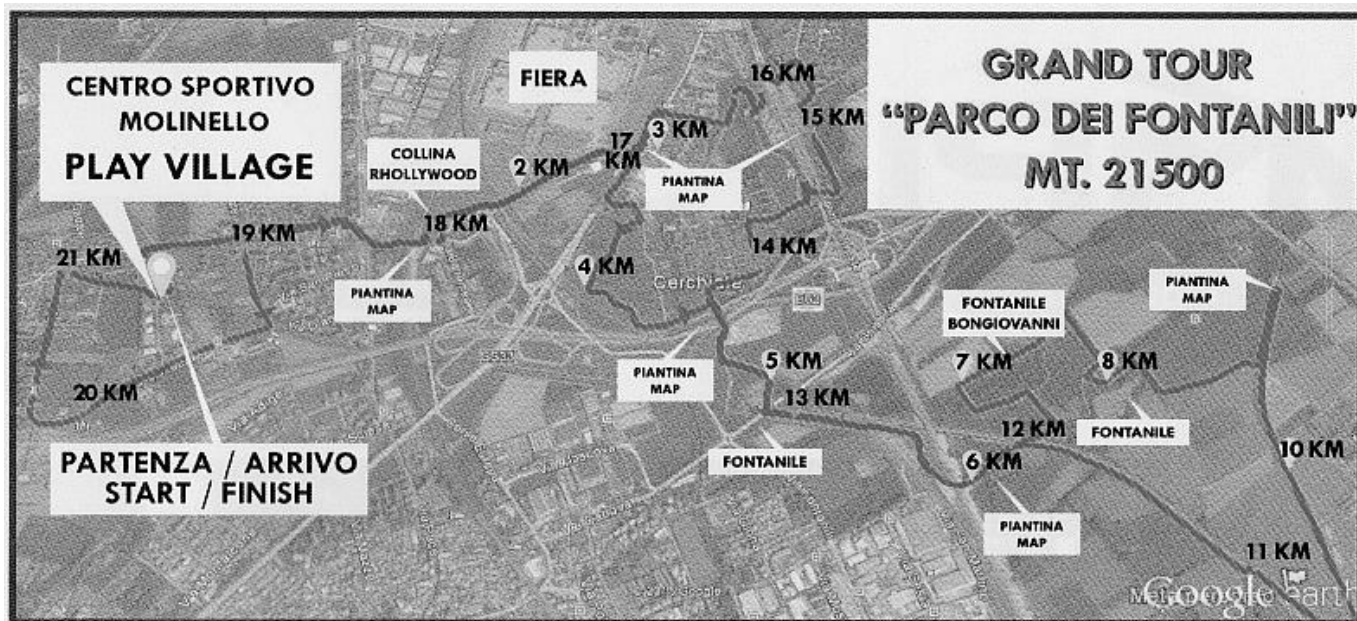 GRAND TOUR
“PARCO DEI FONTANILI”
MT. 21500
CENTRO SPORTIVO
MOLINELLO
PLAY VILLAGE
FIERA
COLLINA
RHOLLYWOOD
2 KM
17
KM
3 KM
16 KM
15 KM
PIANTINA
MAP
18 KM
19 KM
21 KM
PIANTINA
MAP
4 KM
14 KM
Cerchiate
PIANTINA
MAP
FONTANILE
BONGIOVANNI
7 KM
8 KM
5 KM
PIANTINA
MAP
13 KM
20 KM
12 KM
FONTANILE
FONTANILE
6 KM
10 KM
PARTENZA / ARRIVO
START / FINISH
PIANTINA
MAP
11 KM
Google earth